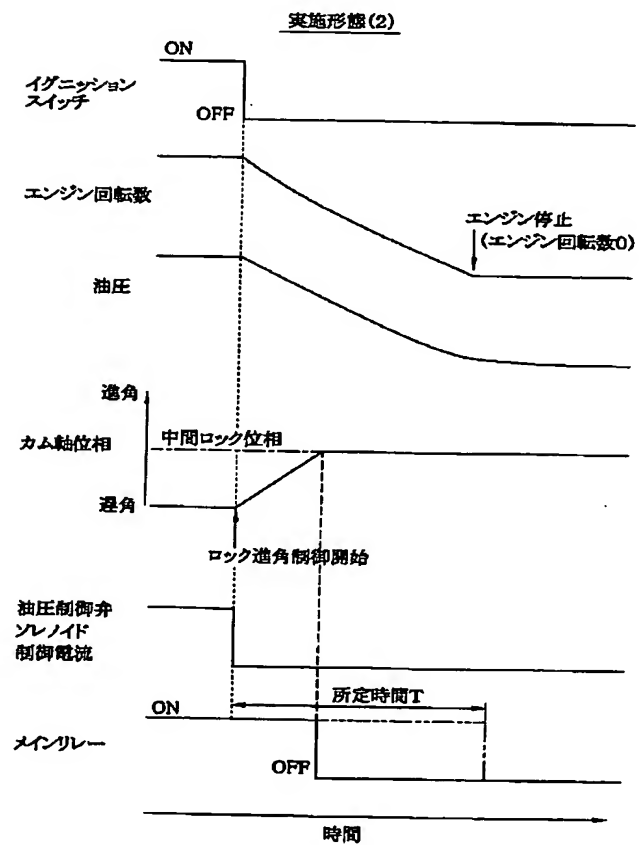 実施形態(2)
ON
イグニッション
スイッチ
OFF
エンジン回転数
エンジン停止
(エンジン回転数0)
油圧
進角
カム軸位相
中間ロック位相
遅角
ロック進角制御開始
油圧制御弁
ソレノイド
制御電流
所定時間T
ON
メインリレー
OFF
時間